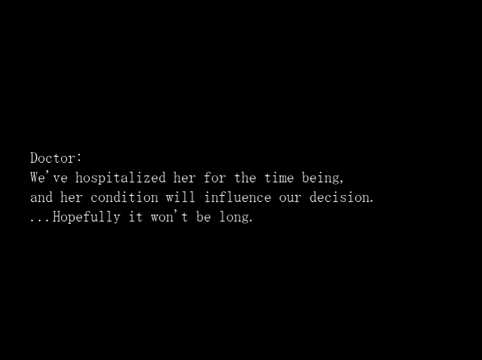 Doctor:
We've hospitalized her for the time being,
and her condition will influence our decision.
...Hopefully it won't be long.